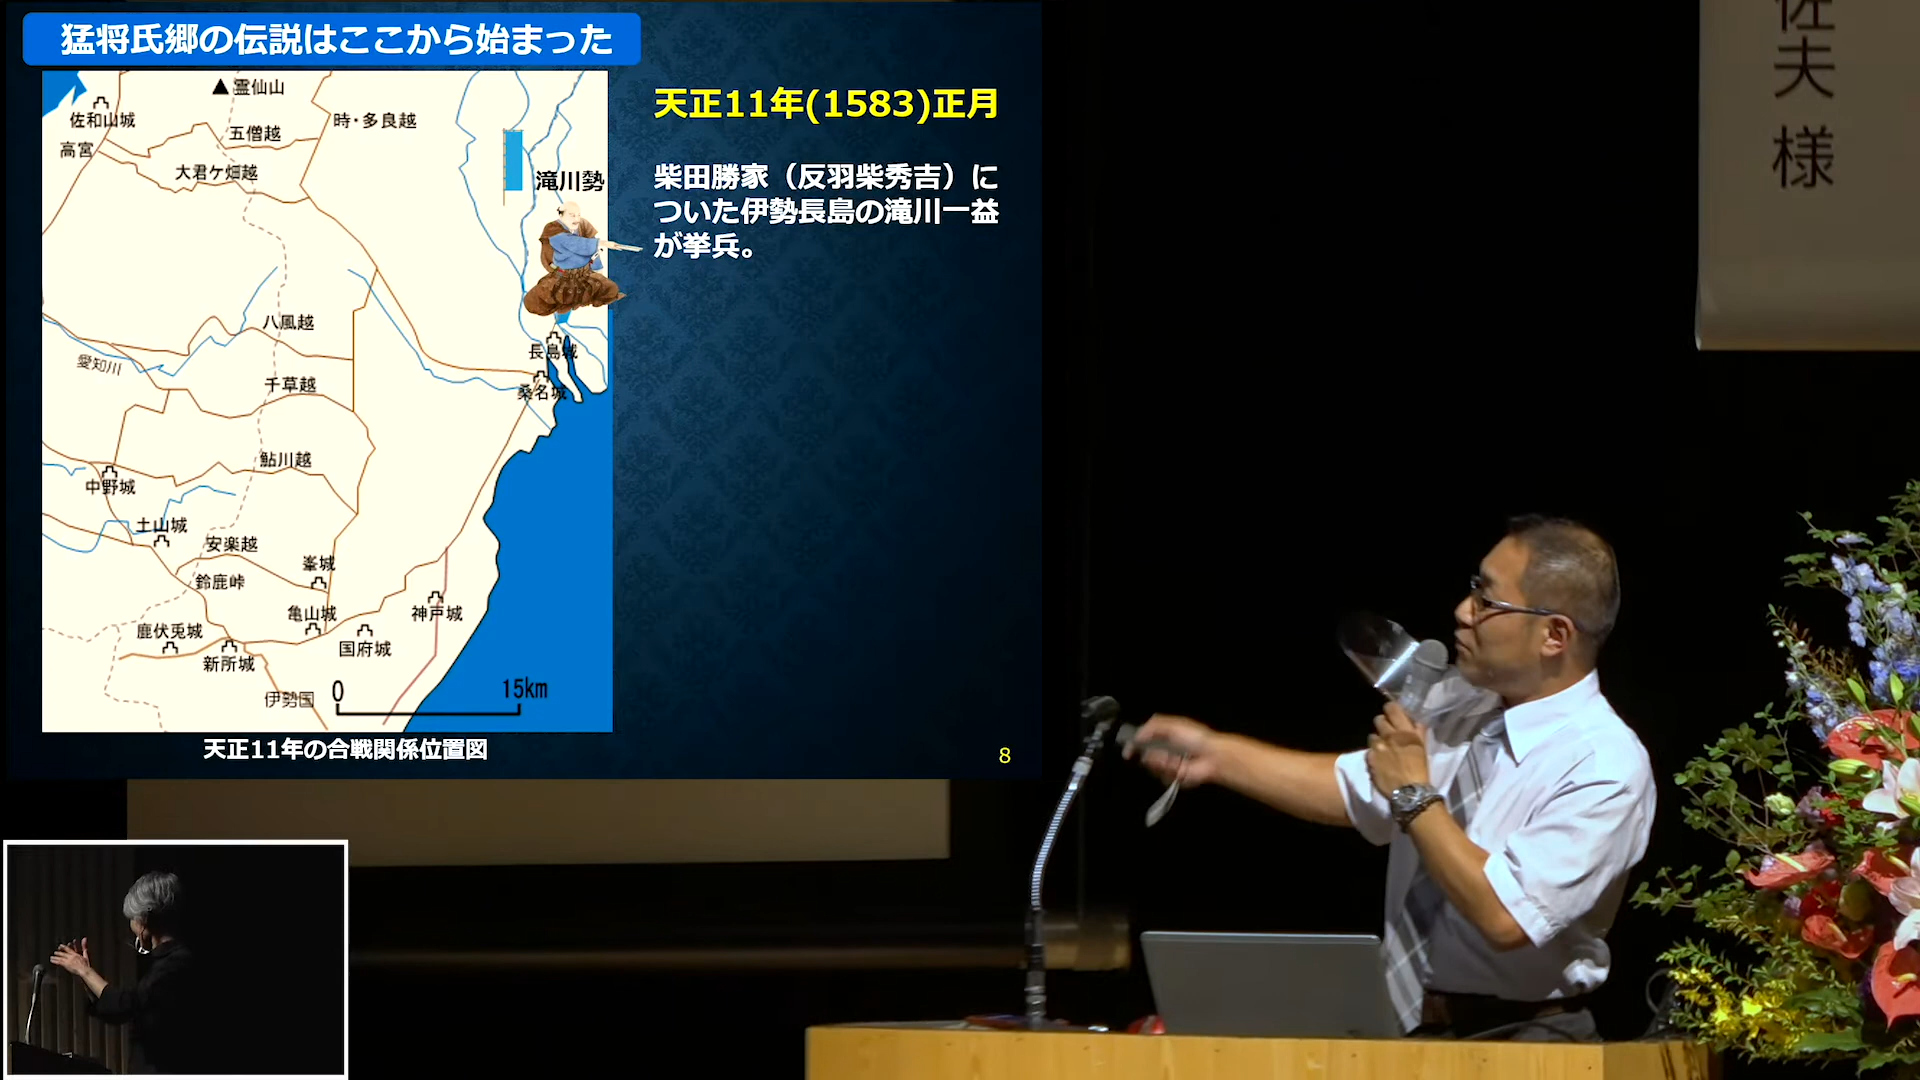 猛将氏郷の伝説はここから始まった
天正11年(1583)正月
柴田勝家（反羽柴秀吉）に
ついた伊勢長島の滝川一益
が挙兵。
▲霊仙山
佐和山城
高宮
五僧越
時・多良越
大君ケ畑越
滝川勢
八風越
愛知川
長島城
桑名城
千草越
鮎川越
中野城
土山城
安楽越
鈴鹿峠
峯城
亀山城
神戸城
鹿伏兎城
新所城
国府城
伊勢国
0 15km
天正11年の合戦関係位置図
8
佐夫 様